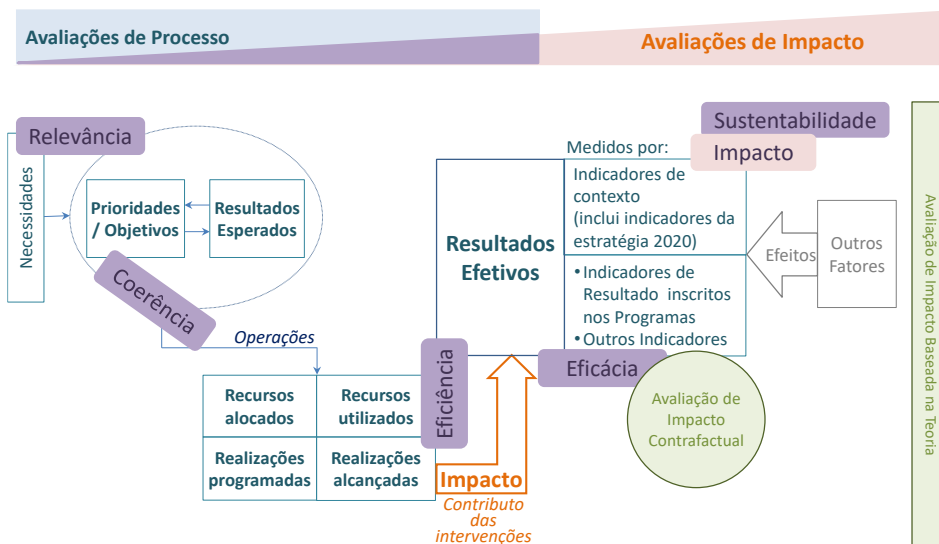 Avaliações de Processo
Avaliações de Impacto
Relevância
Necessidades
Prioridades
/ Objetivos
Resultados
Esperados
Coerência
Operações
Recursos
alocados
Recursos
utilizados
Realizações
programadas
Realizações
alcançadas
Eficiência
Impacto
Contributo
das
intervenções
Resultados
Efetivos
Sustentabilidade
Impacto
Medidos por:
Indicadores de
contexto
(inclui indicadores da
estratégia 2020)
•Indicadores de
Resultado inscritos
nos Programas
•Outros Indicadores
Eficácia
Avaliação de
Impacto
Contrafactual
Efeitos
Outros
Fatores
Avaliação de Impacto Baseada na Teoria